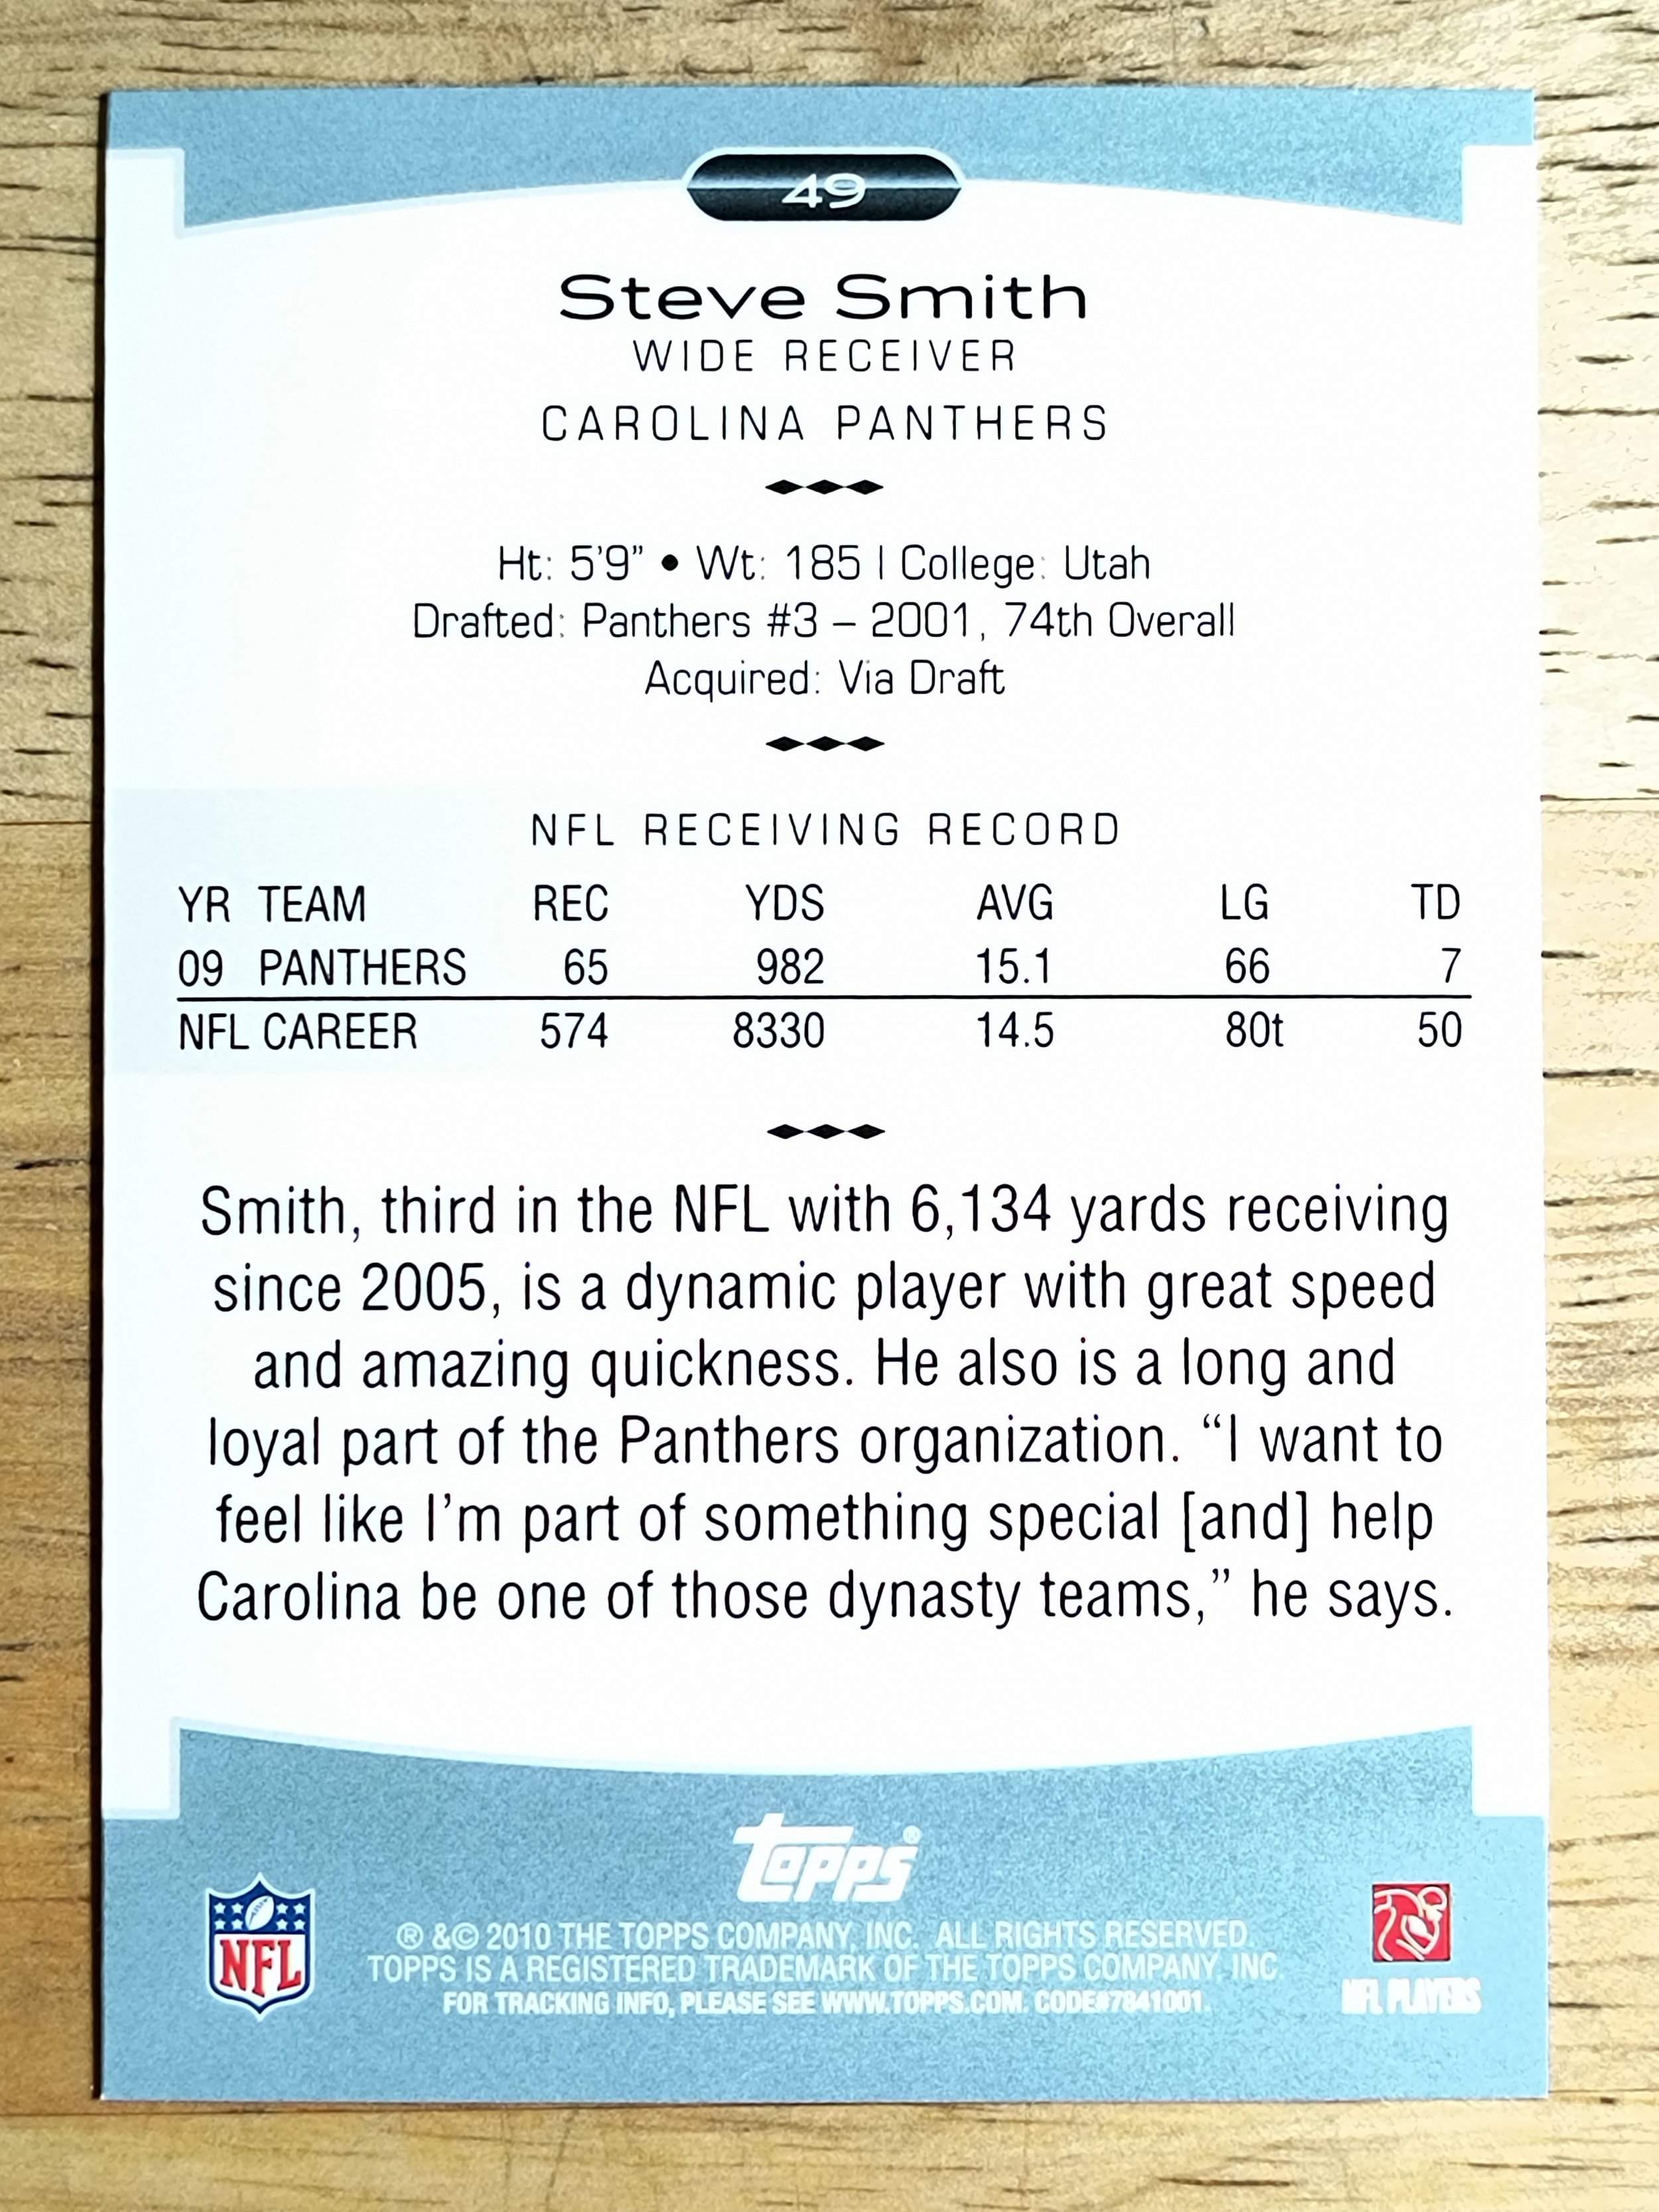 49
Steve Smith
WIDE RECEIVER
CAROLINA PANTHERS
Ht: 5'9" • Wt: 185 | College: Utah
Drafted: Panthers #3 – 2001, 74th Overall
Acquired: Via Draft
NFL RECEIVING RECORD
YR TEAM REC YDS AVG LG TD
09 PANTHERS 65 982 15.1 66 7
NFL CAREER 574 8330 14.5 80t 50
Smith, third in the NFL with 6,134 yards receiving
since 2005, is a dynamic player with great speed
and amazing quickness. He also is a long and
loyal part of the Panthers organization. “I want to
feel like I’m part of something special [and] help
Carolina be one of those dynasty teams,” he says.
topps®
® &© 2010 THE TOPPS COMPANY, INC. ALL RIGHTS RESERVED.
TOPPS IS A REGISTERED TRADEMARK OF THE TOPPS COMPANY, INC.
FOR TRACKING INFO, PLEASE SEE WWW.TOPPS.COM. CODE#7841001.
NFL
NFL PLAYERS